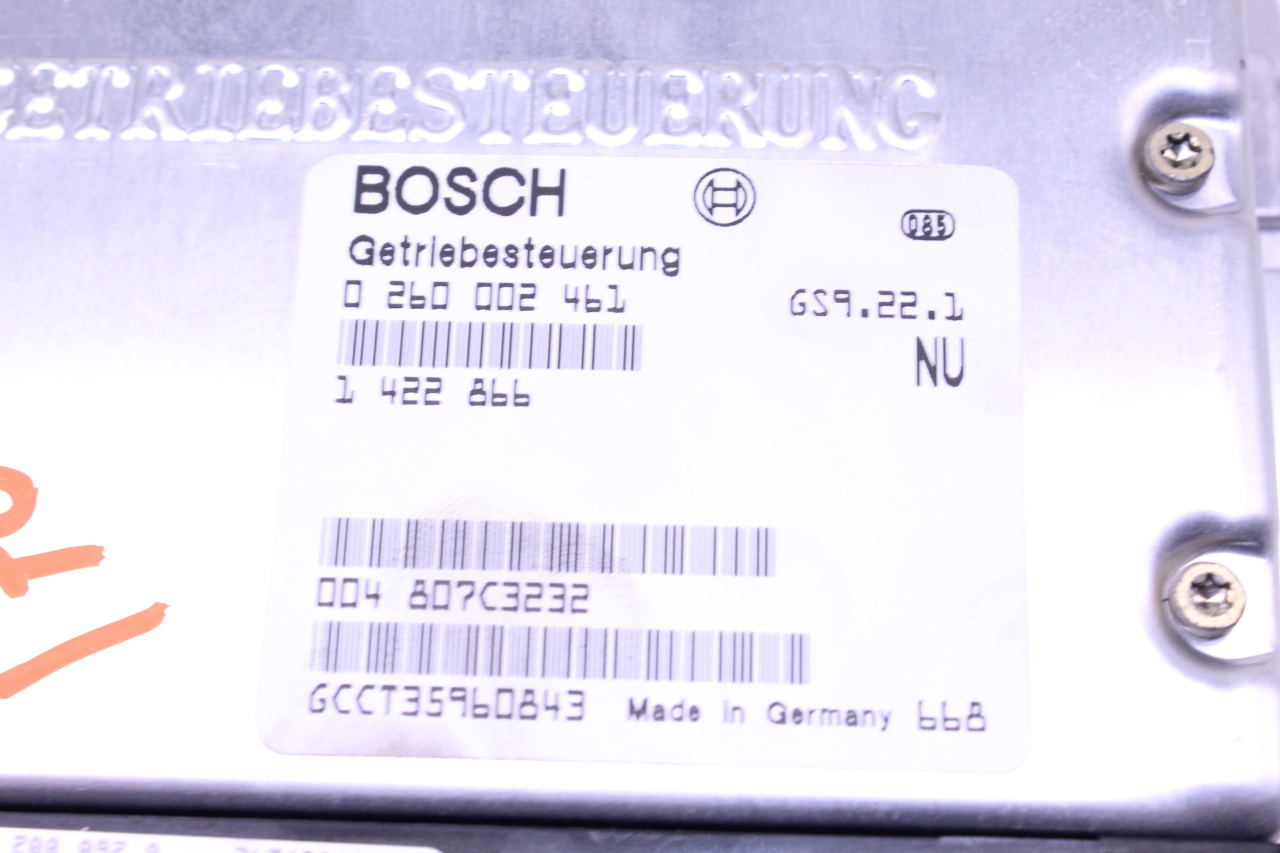 GETRIEBESTEUERUNG
BOSCH
085
Getriebesteuerung
0 260 002 461 GS9.22.1
NU
1 422 866
004 807C3232
GCCT35960843 Made in Germany 668